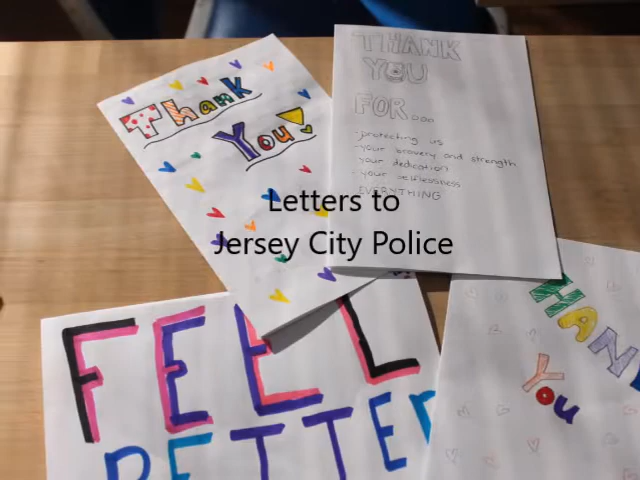 Thank
You!
THANK
YOU
FOR...
- protecting us
- your bravery and strength
- your dedication
- your selflessness
EVERYTHING
Letters to
Jersey City Police
FEEL
BETTER
THANK
You